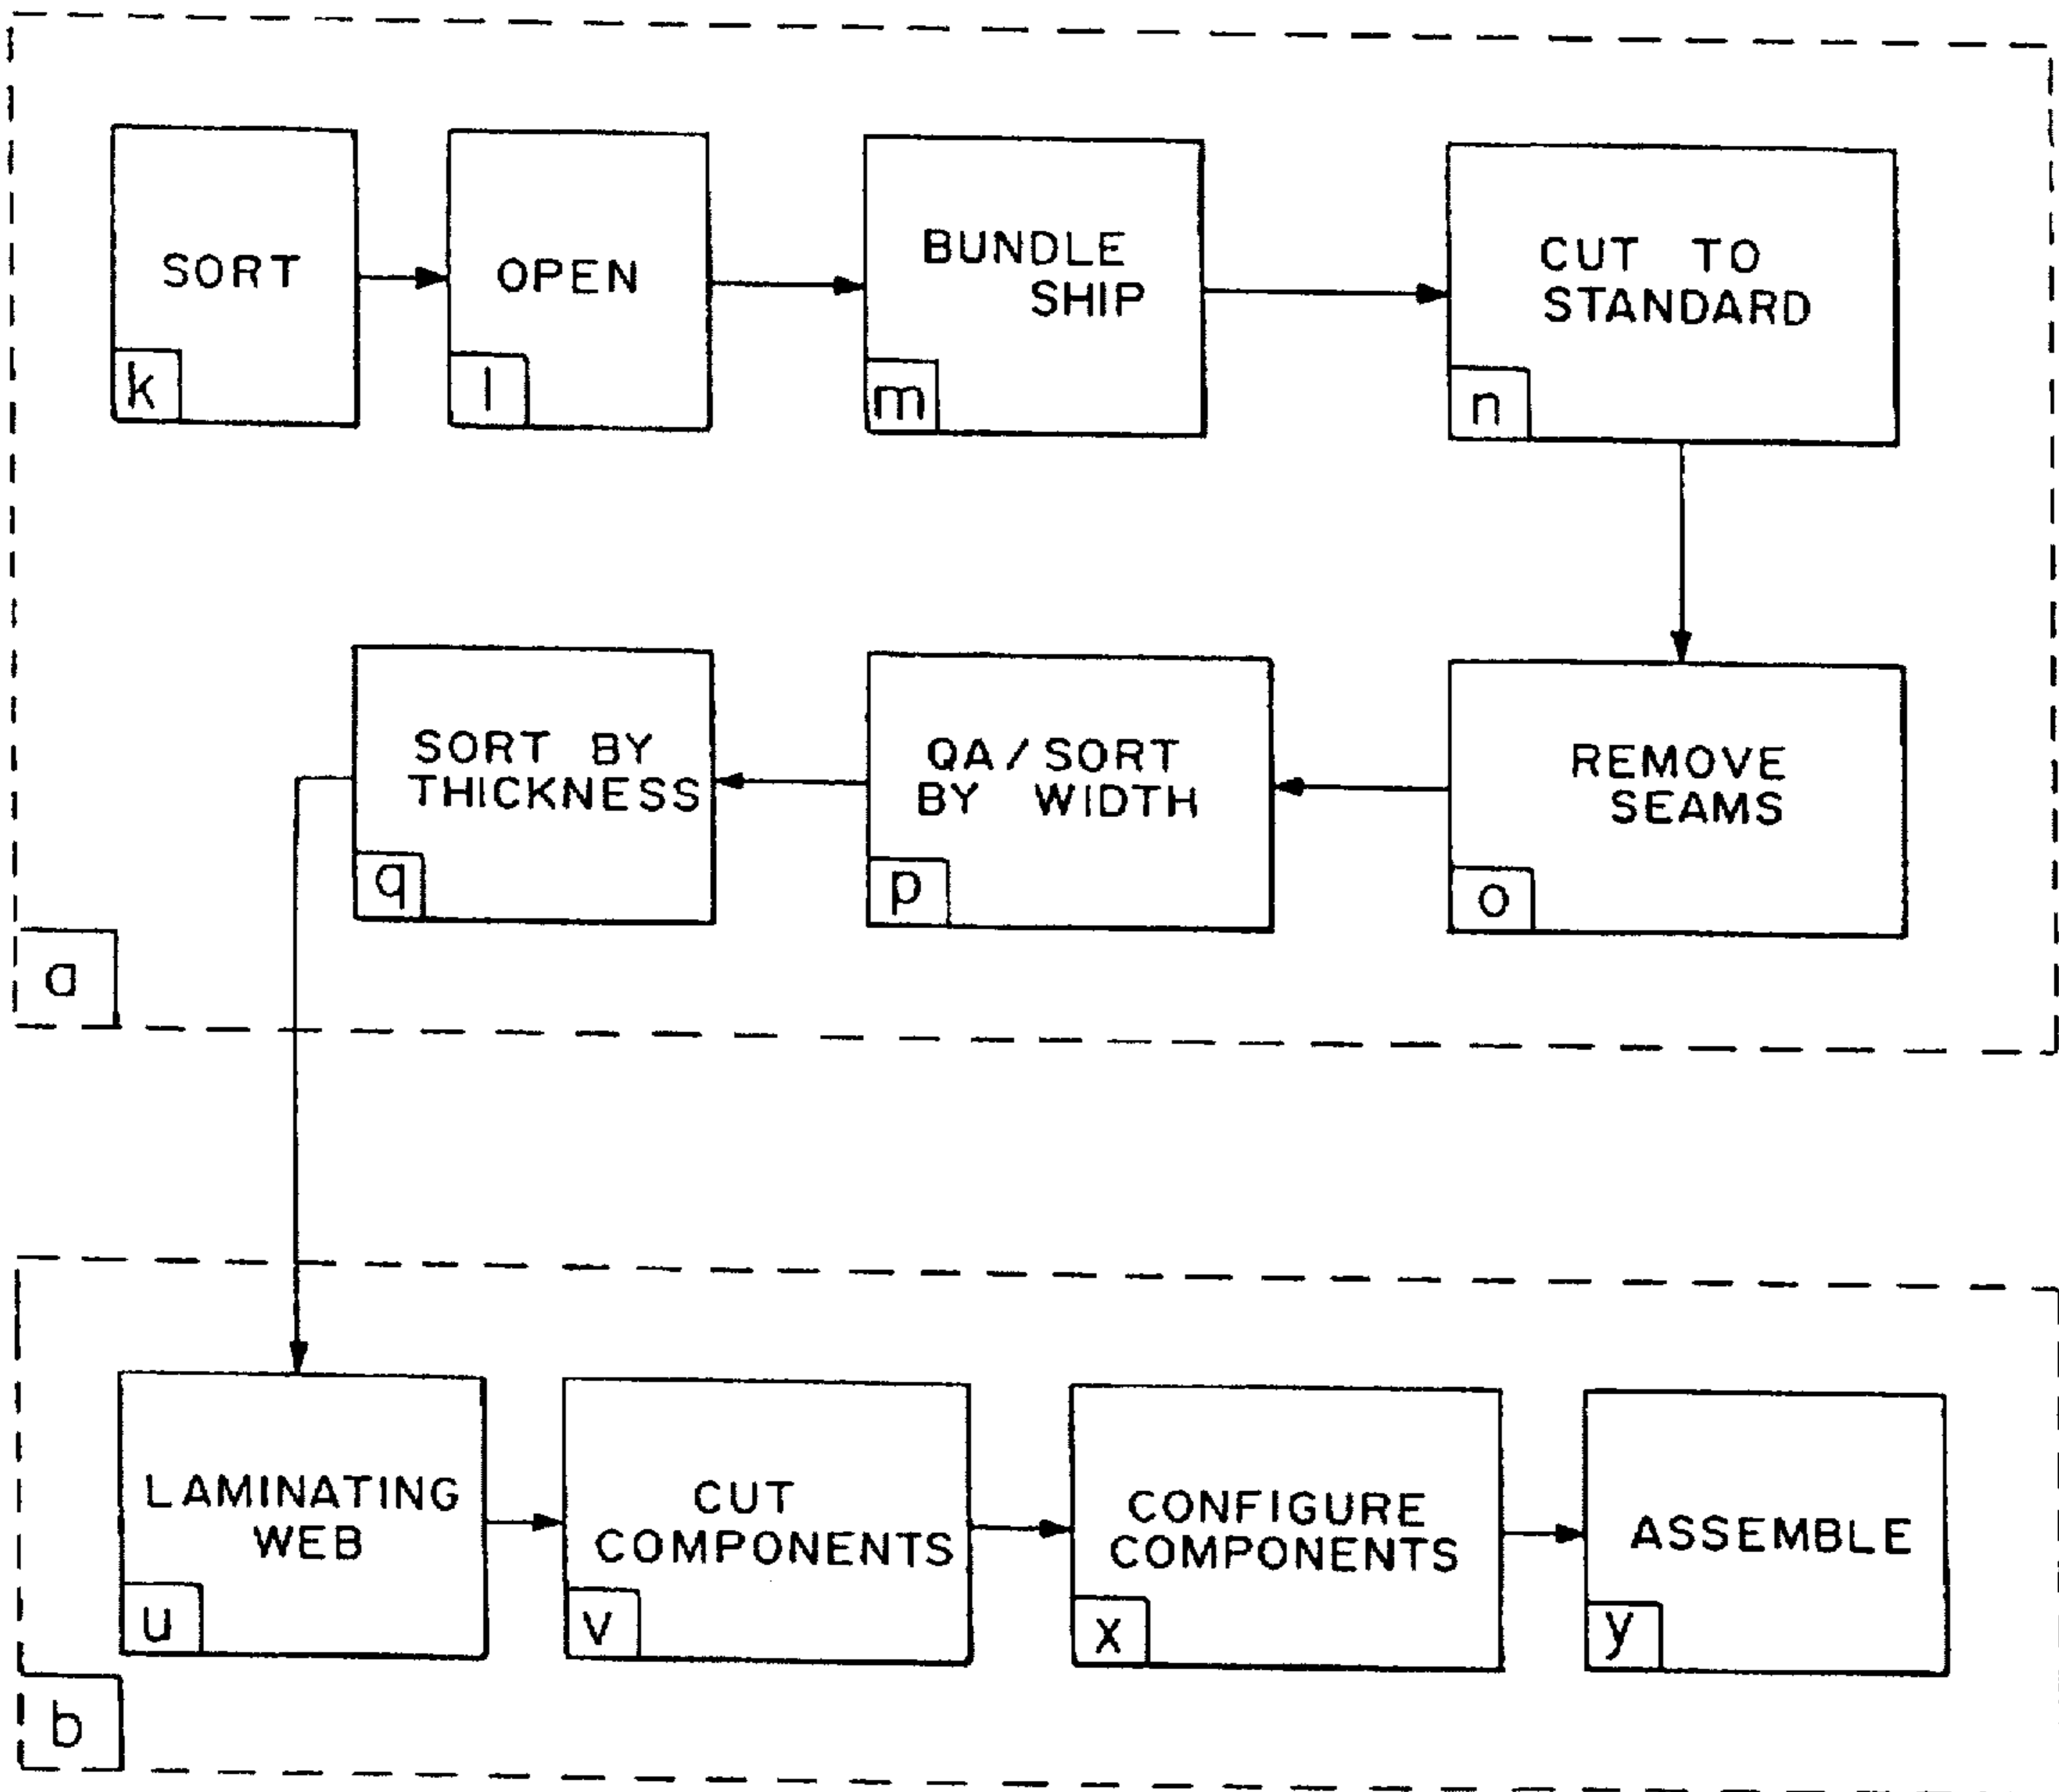 SORT
k
OPEN
l
BUNDLE
SHIP
m
CUT TO
STANDARD
n
SORT BY
THICKNESS
q
QA/SORT
BY WIDTH
p
REMOVE
SEAMS
o
a
LAMINATING
WEB
u
CUT
COMPONENTS
v
CONFIGURE
COMPONENTS
x
ASSEMBLE
y
b